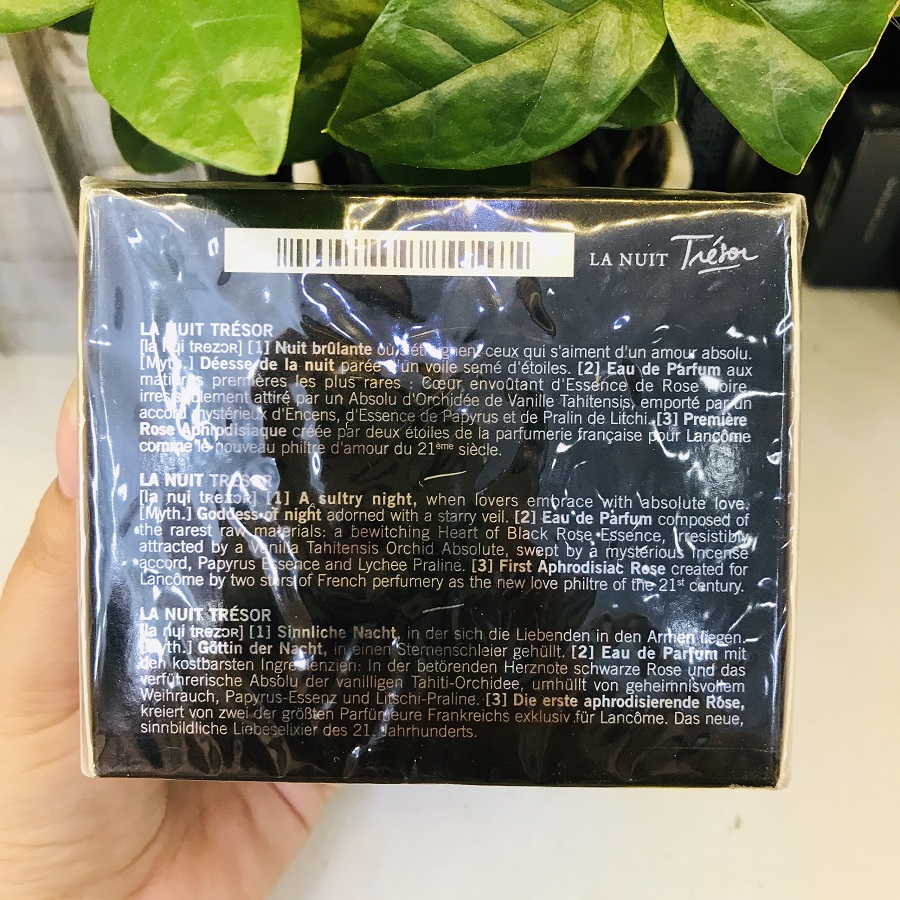 LA NUIT Trésor
LA NUIT TRÉSOR
[la nɥi tʀezɔʀ] [1] Nuit brûlante où s'étreignent ceux qui s'aiment d'un amour absolu.
[Myth.] Déesse de la nuit parée d'un voile semé d'étoiles. [2] Eau de Parfum aux
matières premières les plus rares : Cœur envoûtant d'Essence de Rose Noire
irrésistiblement attiré par un Absolu d'Orchidée de Vanille Tahitensis, emporté par un
accord mystérieux d'Encens, d'Essence de Papyrus et de Pralin de Litchi. [3] Première
Rose Aphrodisiaque créée par deux étoiles de la parfumerie française pour Lancôme
comme le nouveau philtre d'amour du 21ème siècle.
LA NUIT TRÉSOR
[la nɥi tʀezɔʀ] [1] A sultry night, when lovers embrace with absolute love.
[Myth.] Goddess of night adorned with a starry veil. [2] Eau de Parfum composed of
the rarest raw materials: a bewitching Heart of Black Rose Essence, irresistibly
attracted by a Vanilla Tahitensis Orchid Absolute, swept by a mysterious Incense
accord, Papyrus Essence and Lychee Praline. [3] First Aphrodisiac Rose created for
Lancôme by two stars of French perfumery as the new love philtre of the 21st century.
LA NUIT TRÉSOR
[la nɥi tʀezɔʀ] [1] Sinnliche Nacht, in der sich die Liebenden in den Armen liegen.
[Myth.] Göttin der Nacht, in einen Sternenschleier gehüllt. [2] Eau de Parfum mit
den kostbarsten Ingredienzien: In der betörenden Herznote schwarze Rose und das
verführerische Absolu der vanilligen Tahiti-Orchidee, umhüllt von geheimnisvollem
Weihrauch, Papyrus-Essenz und Litschi-Praline. [3] Die erste aphrodisierende Rose,
kreiert von zwei der größten Parfümeure Frankreichs exklusiv für Lancôme. Das neue,
sinnbildliche Liebeselixier des 21. Jahrhunderts.